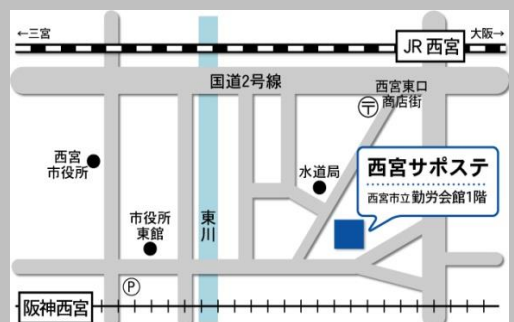 ←三宮
JR 西宮
大阪→
国道2号線
西宮東口
商店街
〒
西宮
市役所
水道局
西宮サポステ
西宮市立勤労会館1階
市役所
東館
東川
P
阪神西宮